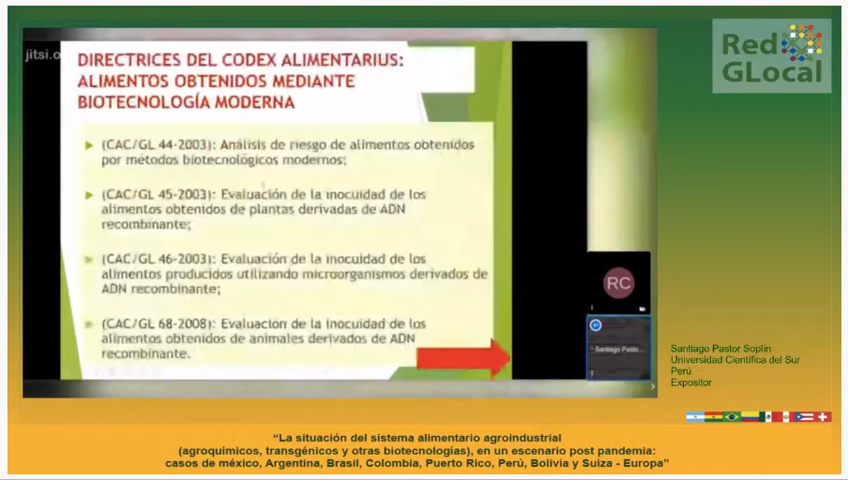 jitsi.o
Red
GLocal
DIRECTRICES DEL CODEX ALIMENTARIUS:
ALIMENTOS OBTENIDOS MEDIANTE
BIOTECNOLOGÍA MODERNA
(CAC/GL 44-2003): Análisis de riesgo de alimentos obtenidos
por métodos biotecnológicos modernos;
(CAC/GL 45-2003): Evaluación de la inocuidad de los
alimentos obtenidos de plantas derivadas de ADN
recombinante;
(CAC/GL 46-2003): Evaluación de la inocuidad de los
alimentos producidos utilizando microorganismos derivados de
ADN recombinante;
(CAC/GL 68-2008): Evaluación de la inocuidad de los
alimentos obtenidos de animales derivados de ADN
recombinante.
RC
Santiago Pasto...
Santiago Pastor Soplín
Universidad Científica del Sur
Perú
Expositor
“La situación del sistema alimentario agroindustrial
(agroquímicos, transgénicos y otras biotecnologías), en un escenario post pandemia:
casos de méxico, Argentina, Brasil, Colombia, Puerto Rico, Perú, Bolivia y Suiza - Europa”